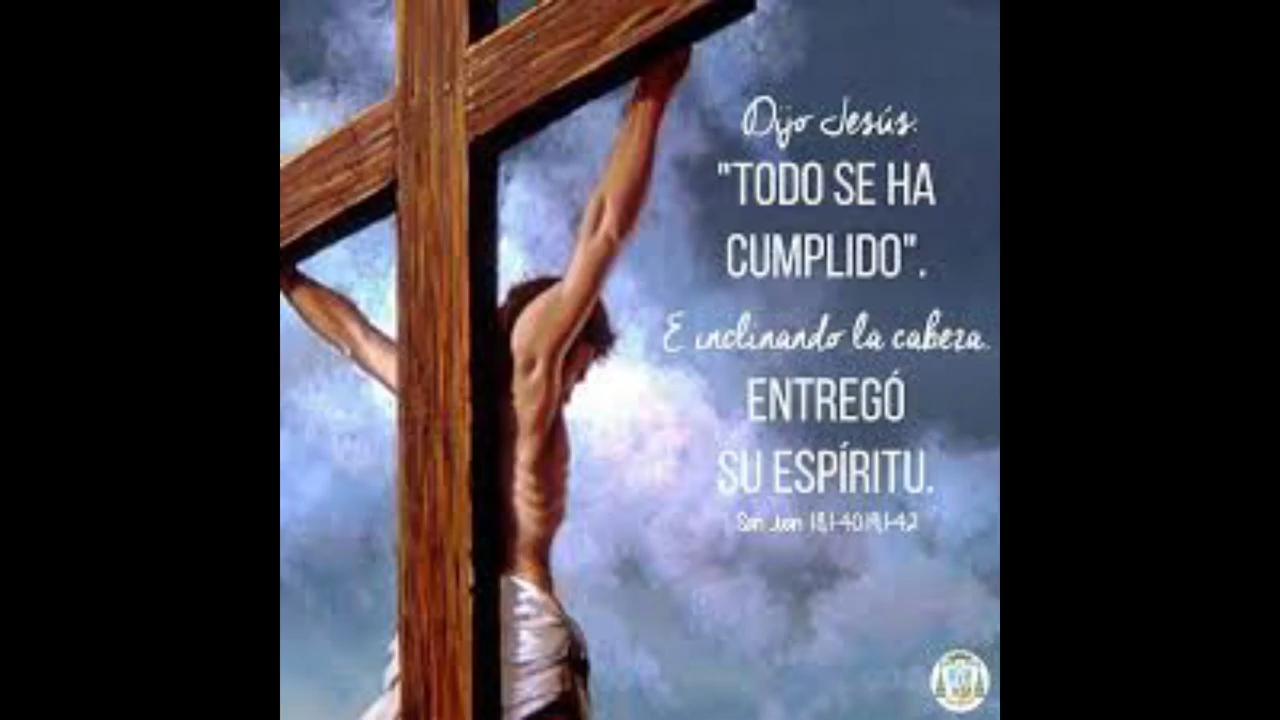 Dijo Jesús:
"TODO SE HA
CUMPLIDO".
E inclinando la cabeza,
ENTREGÓ
SU ESPÍRITU.
San Juan 18,1-40.19,1-42